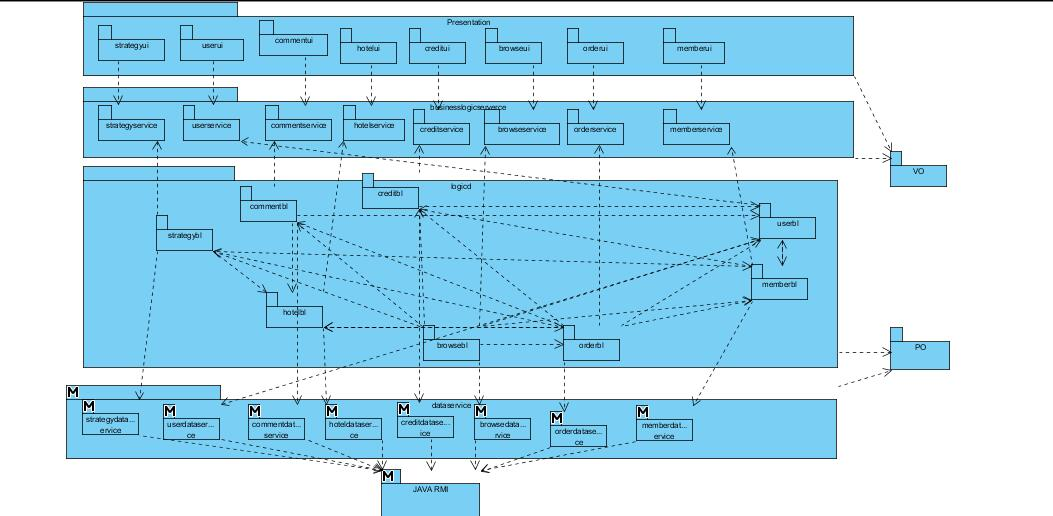 Presentation
strategyui
userui
commentui
hotelui
creditui
browseui
orderui
memberui
strategyservice
userservice
commentservice
hotelservice
creditservice
browseservice
orderservice
memberservice
VO
logicd
commentbl
creditbl
strategybl
userbl
hotelbl
memberbl
browsebl
orderbl
PO
M
dataservice
M
strategydata...
ervice
M
userdataser...
ce
M
commentdat...
service
M
hoteldataser...
ce
M
creditdatase...
ice
M
browsedata...
rvice
M
orderdatase...
ce
M
memberdat...
ervice
M
JAVA RMI